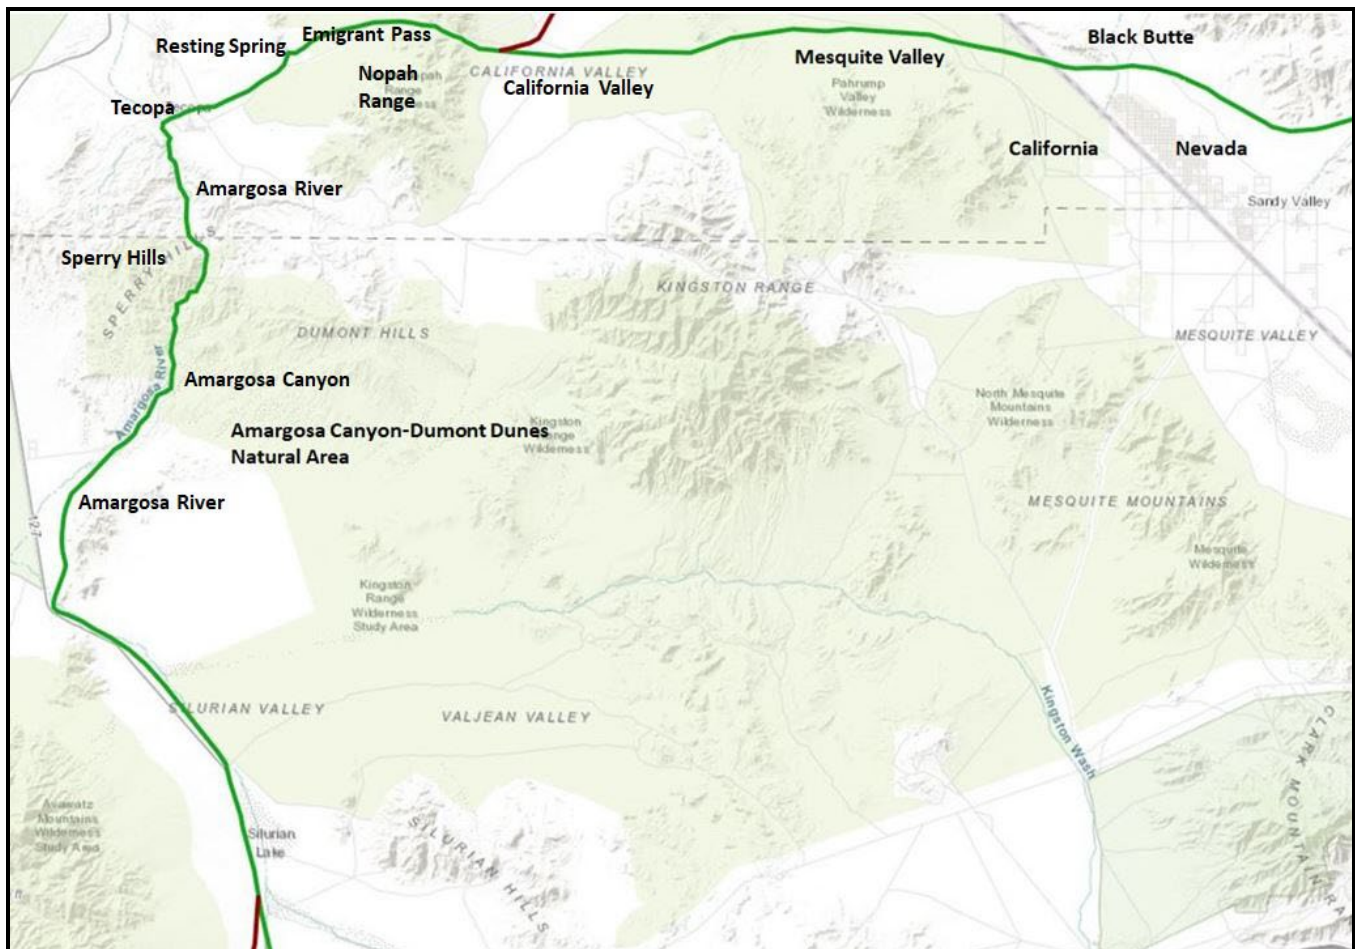 Emigrant Pass
Resting Spring
Black Butte
Mesquite Valley
Nopah
Range
CALIFORNIA VALLEY
California Valley
Pahrump
Valley
Wilderness
Tecopa
California
Nevada
Amargosa River
Sandy Valley
Sperry Hills
SPERRY HILLS
KINGSTON RANGE
DUMONT HILLS
MESQUITE VALLEY
Amargosa River
Amargosa Canyon
North Mesquite
Mountains
Wilderness
Amargosa Canyon-Dumont Dunes
Natural Area
Kingston
Range
Wilderness
Amargosa River
MESQUITE MOUNTAINS
127
Mesquite
Wilderness
Kingston
Range
Wilderness
Study Area
SILURIAN VALLEY
VALJEAN VALLEY
Kingston Wash
CLARK MOUNTAIN RA
Avawatz
Mountains
Wilderness
Study Area
Silurian
Lake
SILURIAN HILLS